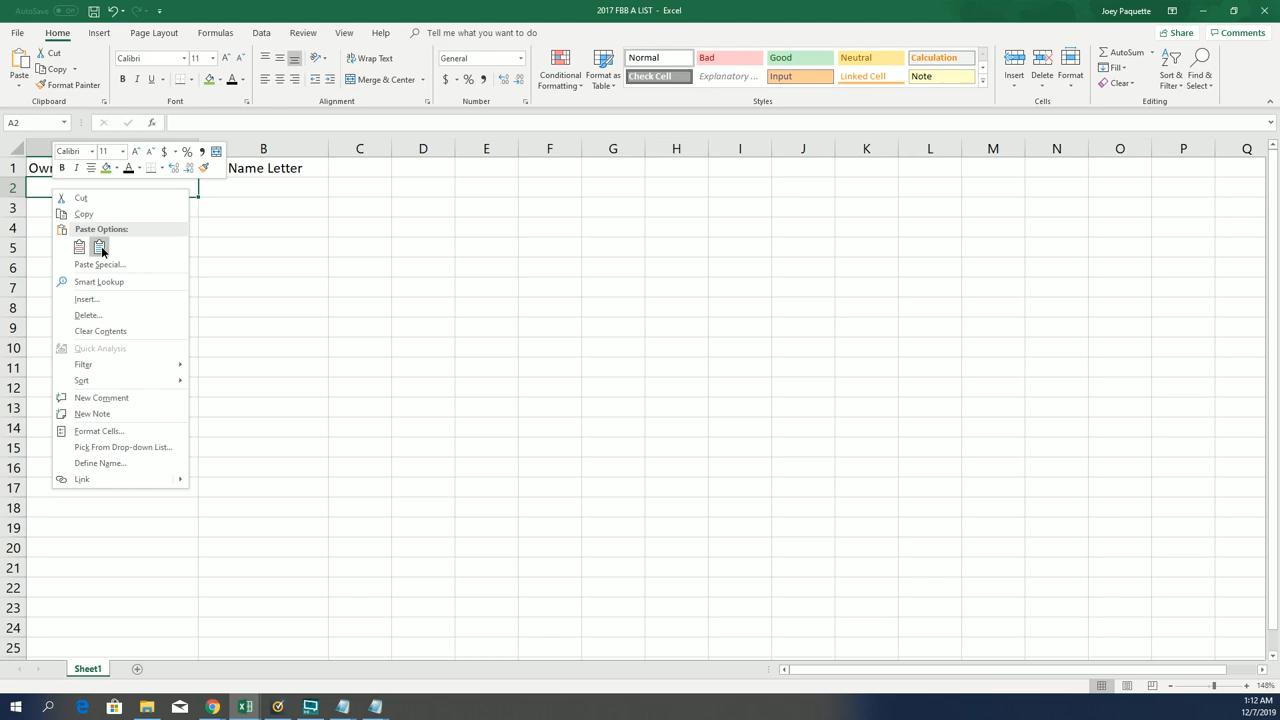 AutoSave Off
2017 FBB A LIST - Excel
Joey Paquette
File Home Insert Page Layout Formulas Data Review View Help Tell me what you want to do
Share Comments
Paste
Cut
Copy
Format Painter
Clipboard
Calibri 11
B I U
Font
Wrap Text
Merge & Center
Alignment
General
$ % ,
Number
Conditional Formatting
Format as Table
Normal Bad Good Neutral Calculation
Check Cell Explanatory ... Input Linked Cell Note
Styles
Insert Delete Format
Cells
AutoSum
Fill
Clear
Sort & Filter
Find & Select
Editing
A2
fx
B C D E F G H I J K L M N O P Q
Calibri 11 A A $ % ,
B I A
1 Own Name Letter
2
3
4
5
6
7
8
9
10
11
12
13
14
15
16
17
18
19
20
21
22
23
24
25
Cut
Copy
Paste Options:
Paste Special...
Smart Lookup
Insert...
Delete...
Clear Contents
Quick Analysis
Filter
Sort
New Comment
New Note
Format Cells...
Pick From Drop-down List...
Define Name...
Link
Sheet1
148%
1:12 AM
12/7/2019